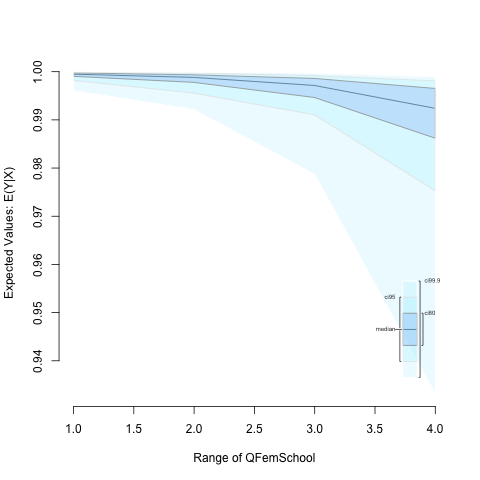 Expected Values: E(Y|X)
1.00
0.99
0.98
0.97
0.96
0.95
0.94
ci99.9
ci95
ci80
median
1.0
1.5
2.0
2.5
3.0
3.5
4.0
Range of QFemSchool